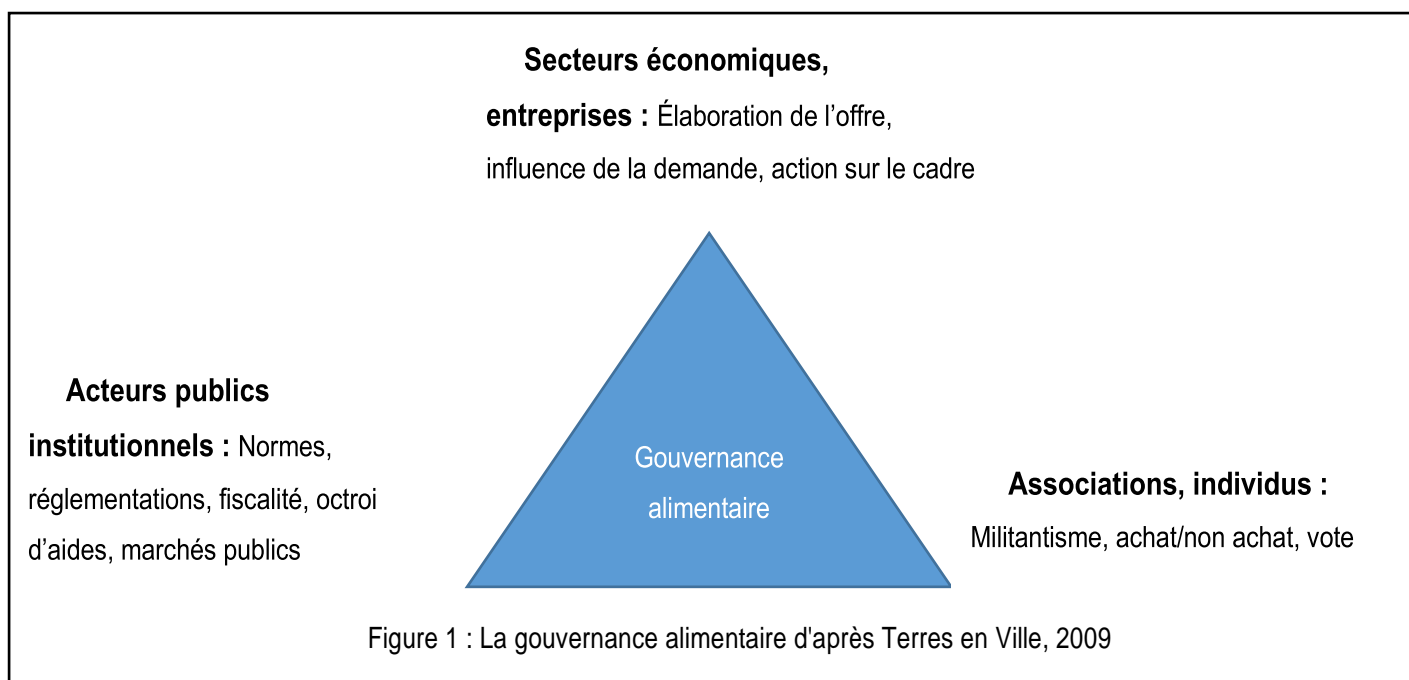 Secteurs économiques,
entreprises : Élaboration de l’offre,
influence de la demande, action sur le cadre
Acteurs publics
institutionnels : Normes,
réglementations, fiscalité, octroi
d’aides, marchés publics
Gouvernance
alimentaire
Associations, individus :
Militantisme, achat/non achat, vote
Figure 1 : La gouvernance alimentaire d'après Terres en Ville, 2009